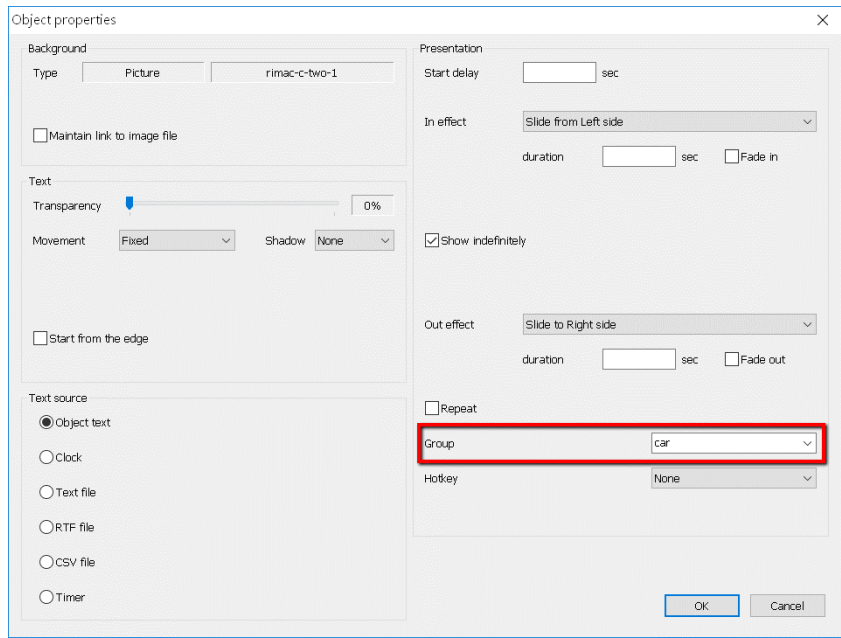 Object properties
Background
Type Picture rimac-c-two-1
Maintain link to image file
Text
Transparency 0%
Movement Fixed Shadow None
Start from the edge
Text source
Object text
Clock
Text file
RTF file
CSV file
Timer
Presentation
Start delay sec
In effect Slide from Left side
duration sec Fade in
Show indefinitely
Out effect Slide to Right side
duration sec Fade out
Repeat
Group car
Hotkey None
OK Cancel